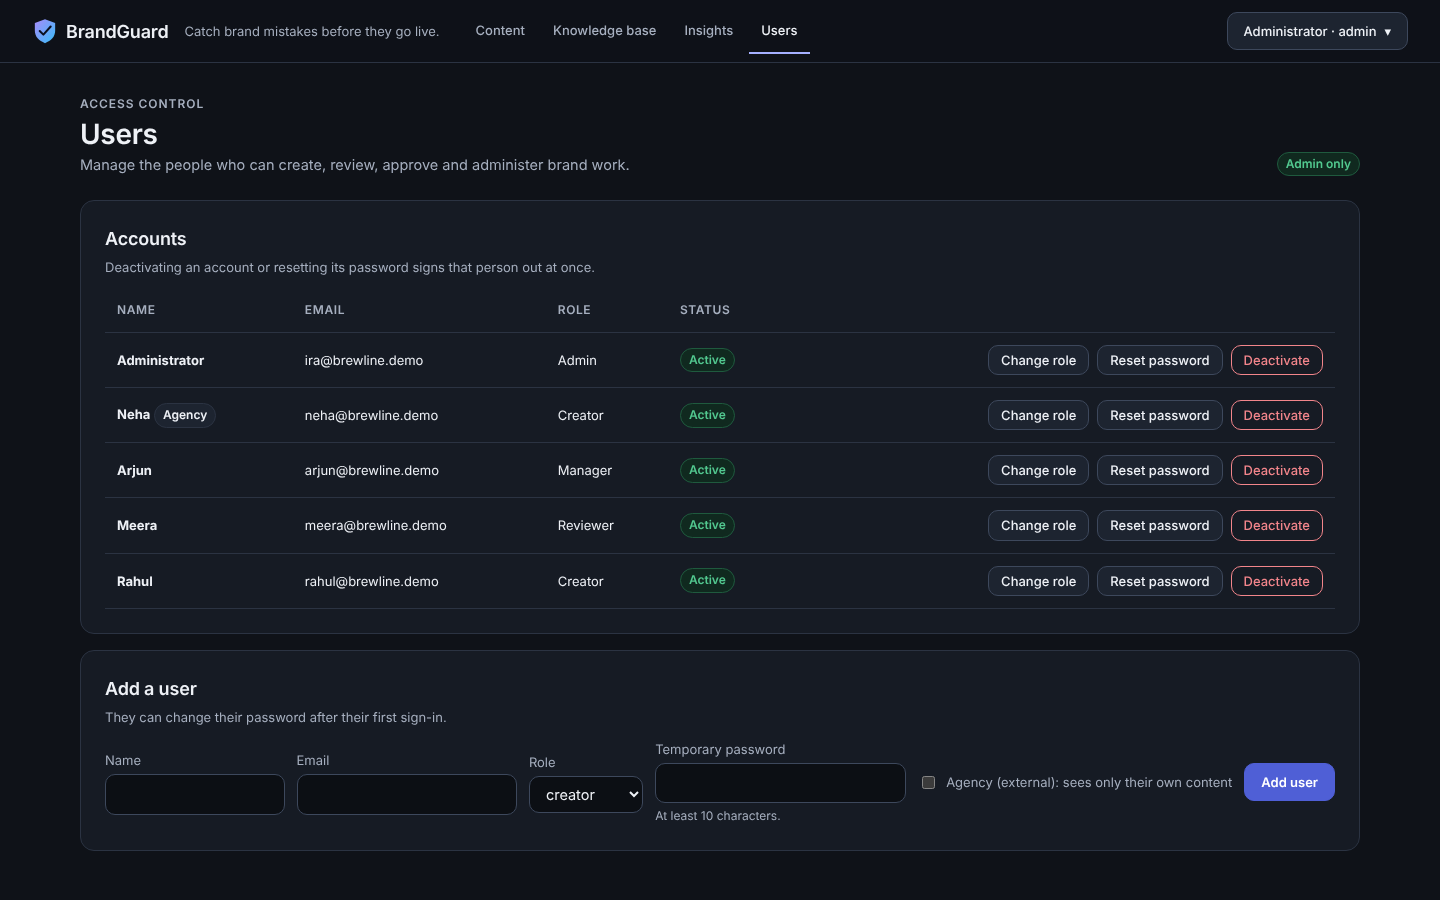 BrandGuard Catch brand mistakes before they go live. Content Knowledge base Insights Users Administrator · admin ▾
ACCESS CONTROL
Users
Manage the people who can create, review, approve and administer brand work. Admin only
Accounts
Deactivating an account or resetting its password signs that person out at once.
NAME EMAIL ROLE STATUS
Administrator ira@brewline.demo Admin Active Change role Reset password Deactivate
Neha Agency neha@brewline.demo Creator Active Change role Reset password Deactivate
Arjun arjun@brewline.demo Manager Active Change role Reset password Deactivate
Meera meera@brewline.demo Reviewer Active Change role Reset password Deactivate
Rahul rahul@brewline.demo Creator Active Change role Reset password Deactivate
Add a user
They can change their password after their first sign-in.
Name Email Role Temporary password
creator Agency (external): sees only their own content Add user
At least 10 characters.